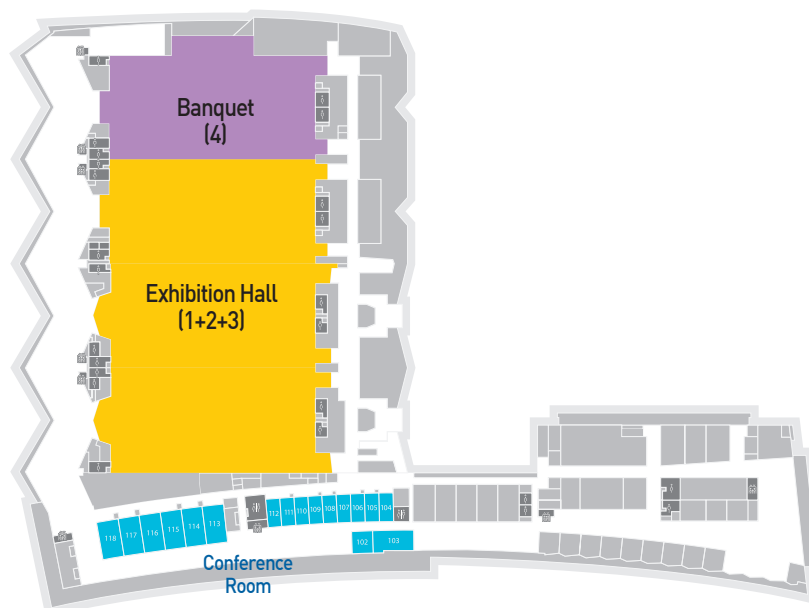 Banquet
(4)
Exhibition Hall
(1+2+3)
118 117 116 115 114 113
112 111 110 109 108 107 106 105 104
102 103
Conference
Room